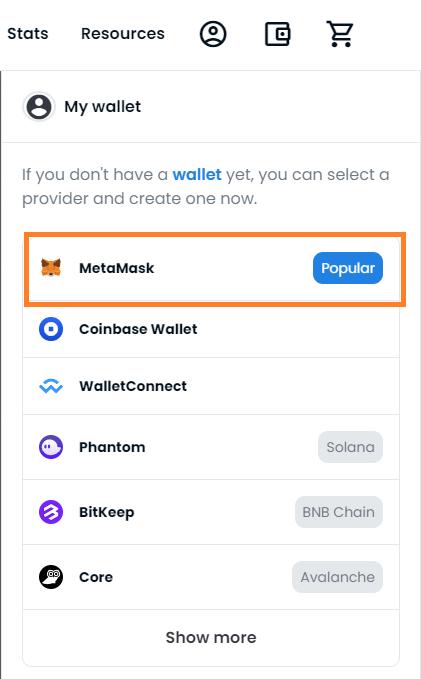 Stats Resources
My wallet
If you don't have a wallet yet, you can select a
provider and create one now.
MetaMask Popular
Coinbase Wallet
WalletConnect
Phantom Solana
BitKeep BNB Chain
Core Avalanche
Show more